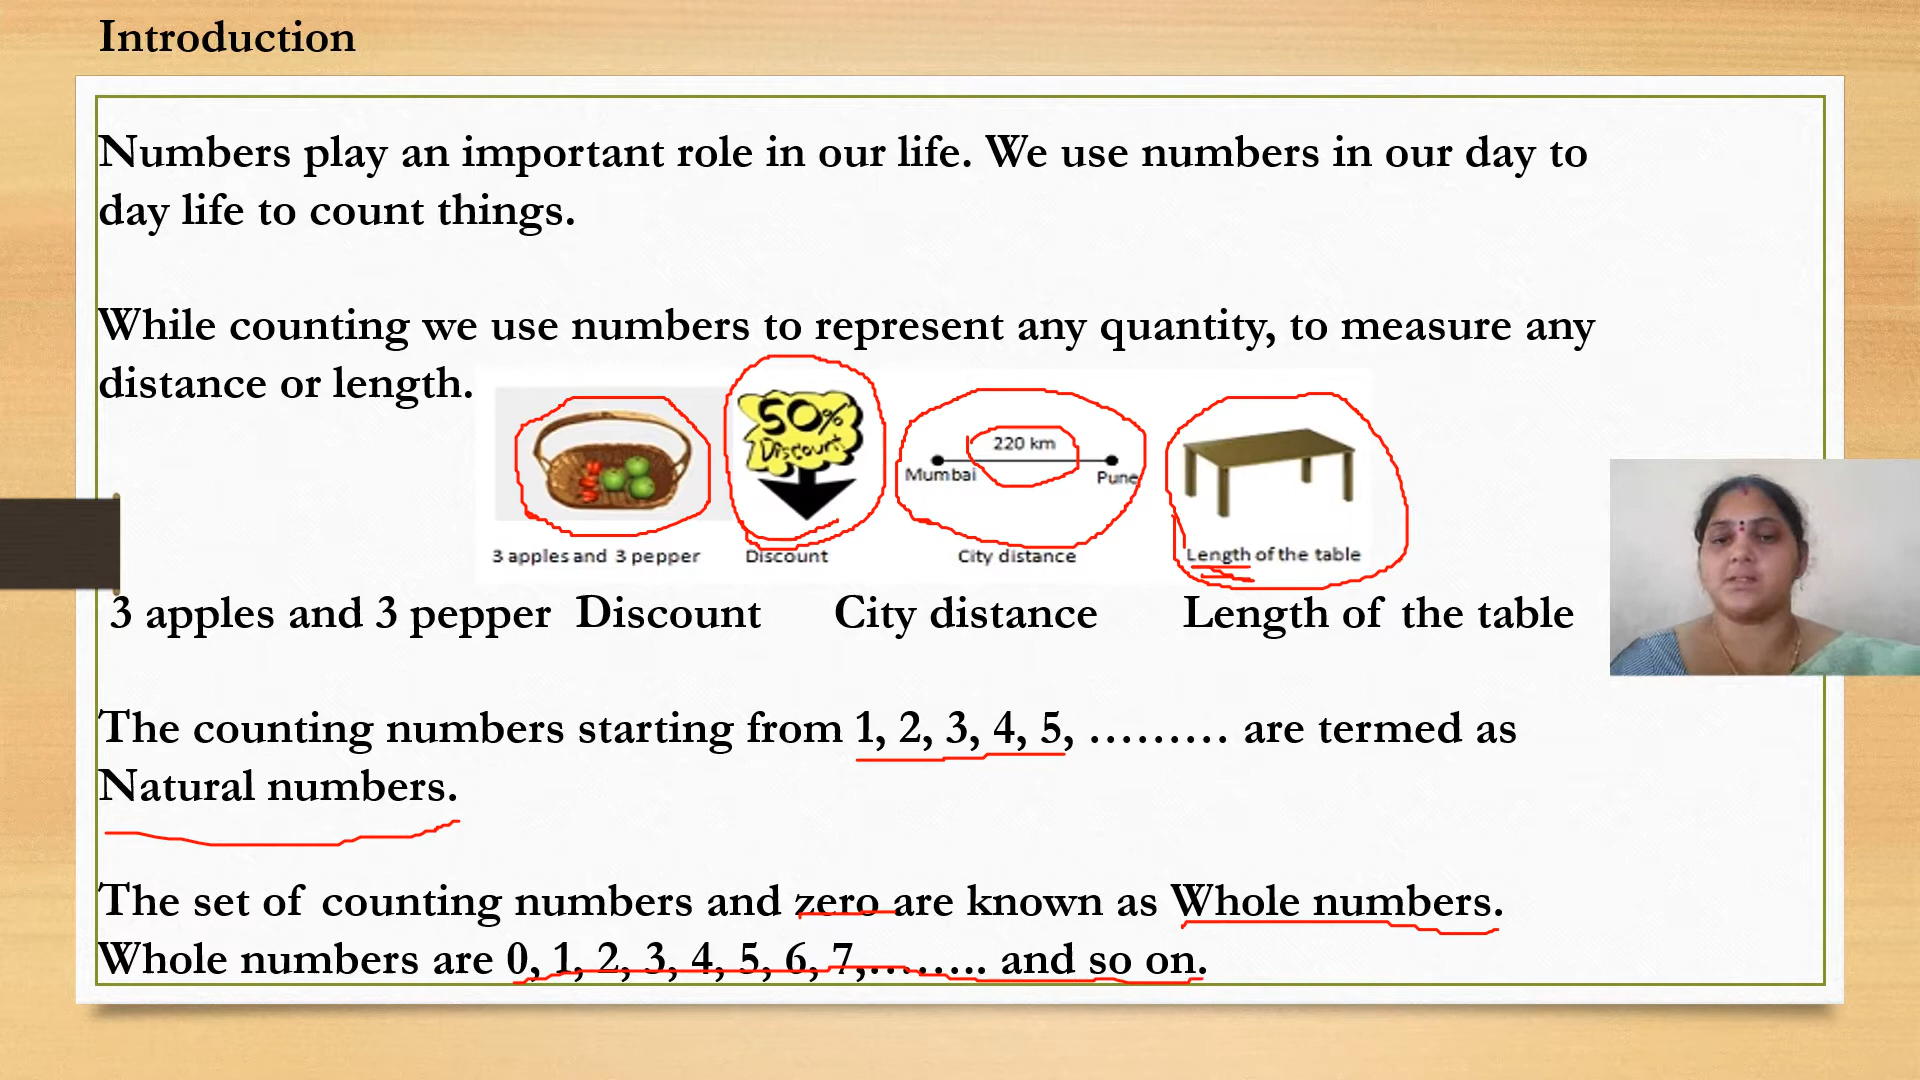 Introduction
Numbers play an important role in our life. We use numbers in our day to
day life to count things.
While counting we use numbers to represent any quantity, to measure any
distance or length.
50%
Discount
220 km
Mumbai
Pune
3 apples and 3 pepper
Discount
City distance
Length of the table
3 apples and 3 pepper Discount City distance Length of the table
The counting numbers starting from 1, 2, 3, 4, 5, ......... are termed as
Natural numbers.
The set of counting numbers and zero are known as Whole numbers.
Whole numbers are 0, 1, 2, 3, 4, 5, 6, 7,........ and so on.